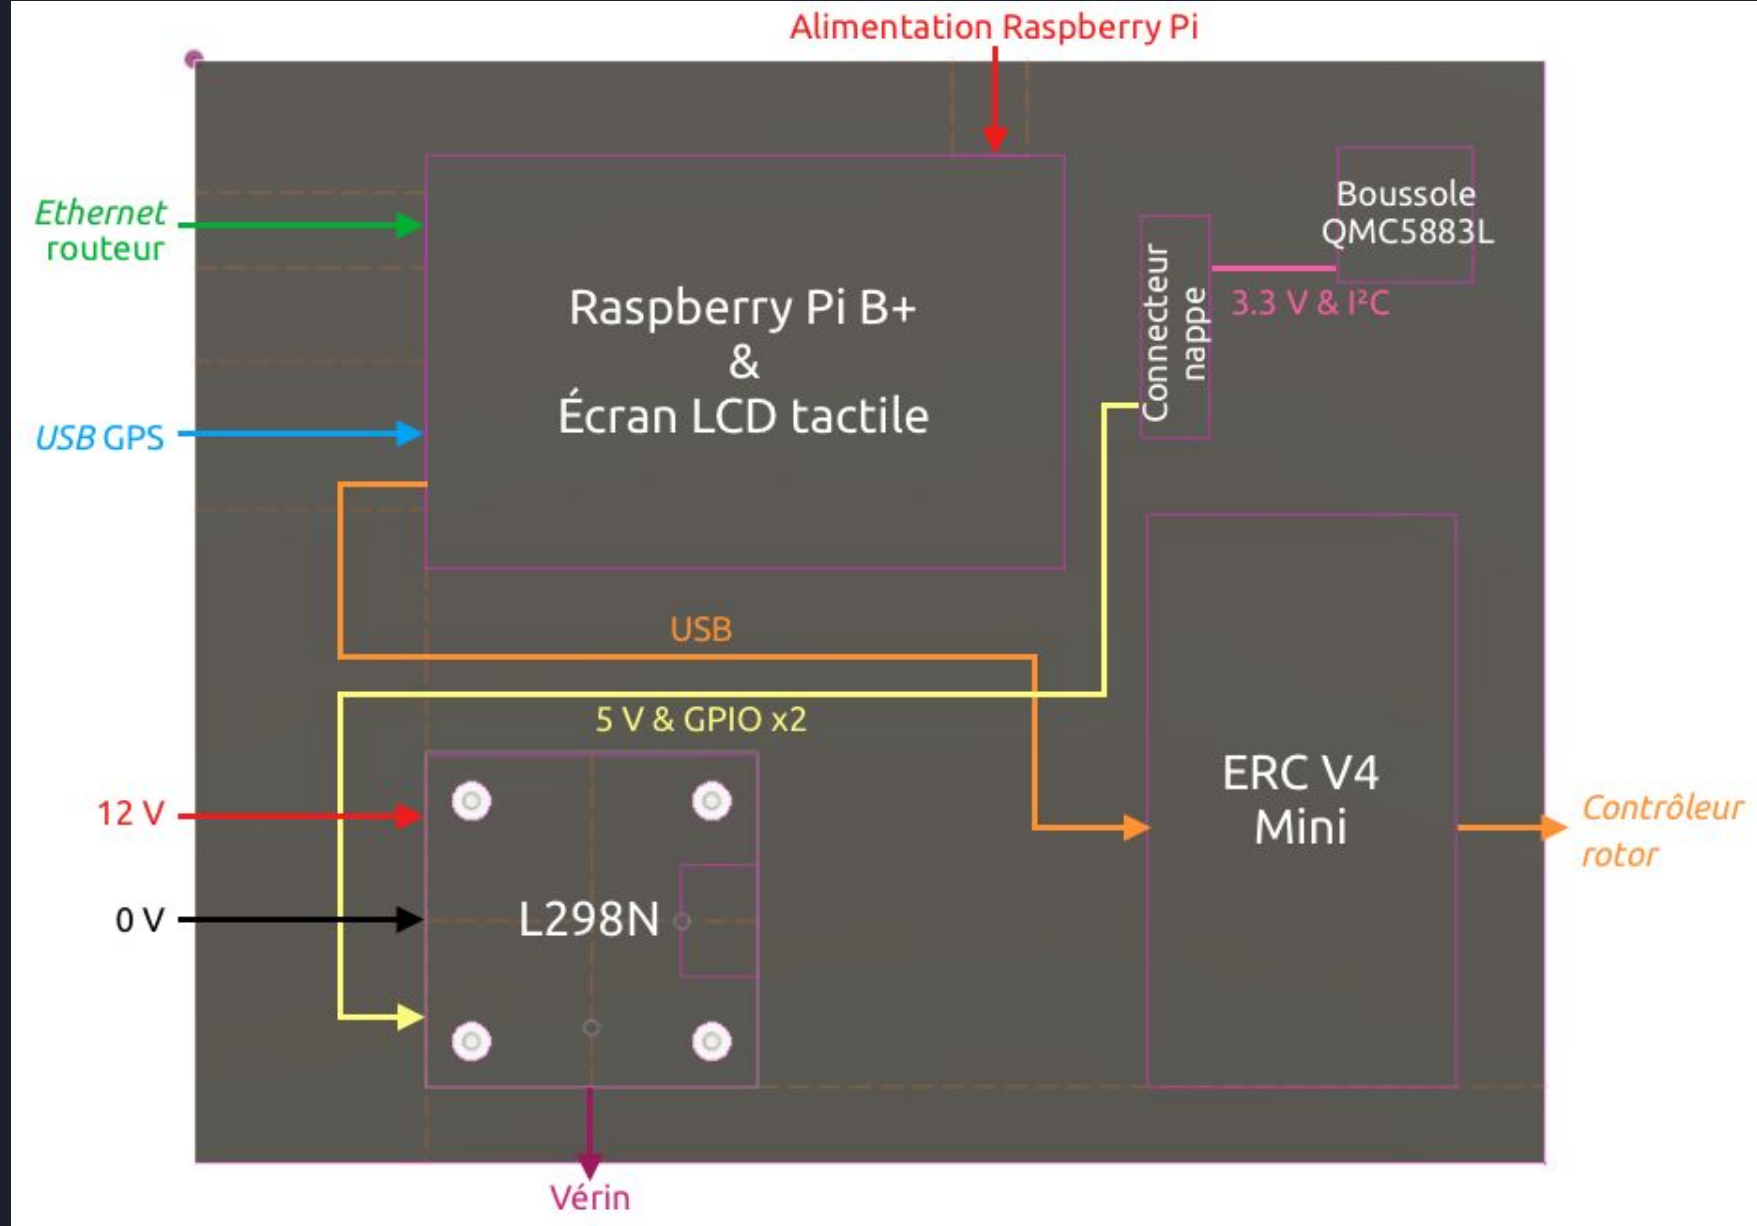 Alimentation Raspberry Pi
Ethernet
routeur
Raspberry Pi B+
&
Écran LCD tactile
USB GPS
Connecteur
nappe
Boussole
QMC5883L
3.3 V & I²C
USB
5 V & GPIO x2
12 V
0 V
L298N
ERC V4
Mini
Contrôleur
rotor
Vérin